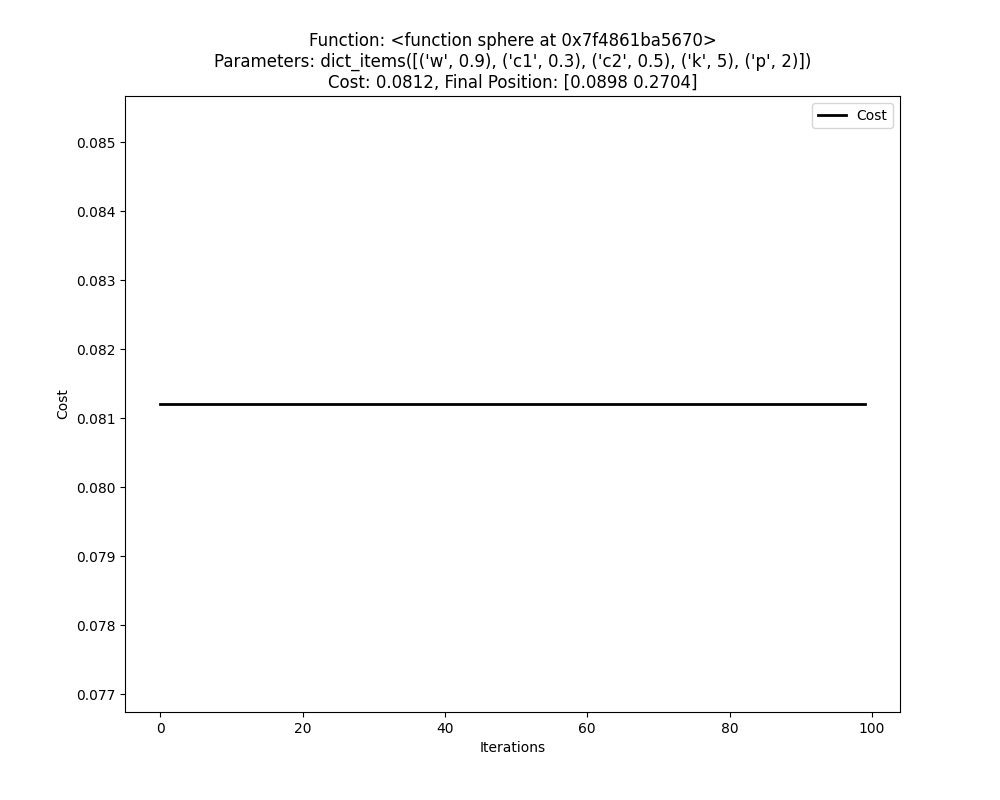 Function: <function sphere at 0x7f4861ba5670>
Parameters: dict_items([('w', 0.9), ('c1', 0.3), ('c2', 0.5), ('k', 5), ('p', 2)])
Cost: 0.0812, Final Position: [0.0898 0.2704]
Cost
0.085
0.084
0.083
0.082
0.081
0.080
0.079
0.078
0.077
Cost
0 20 40 60 80 100
Iterations